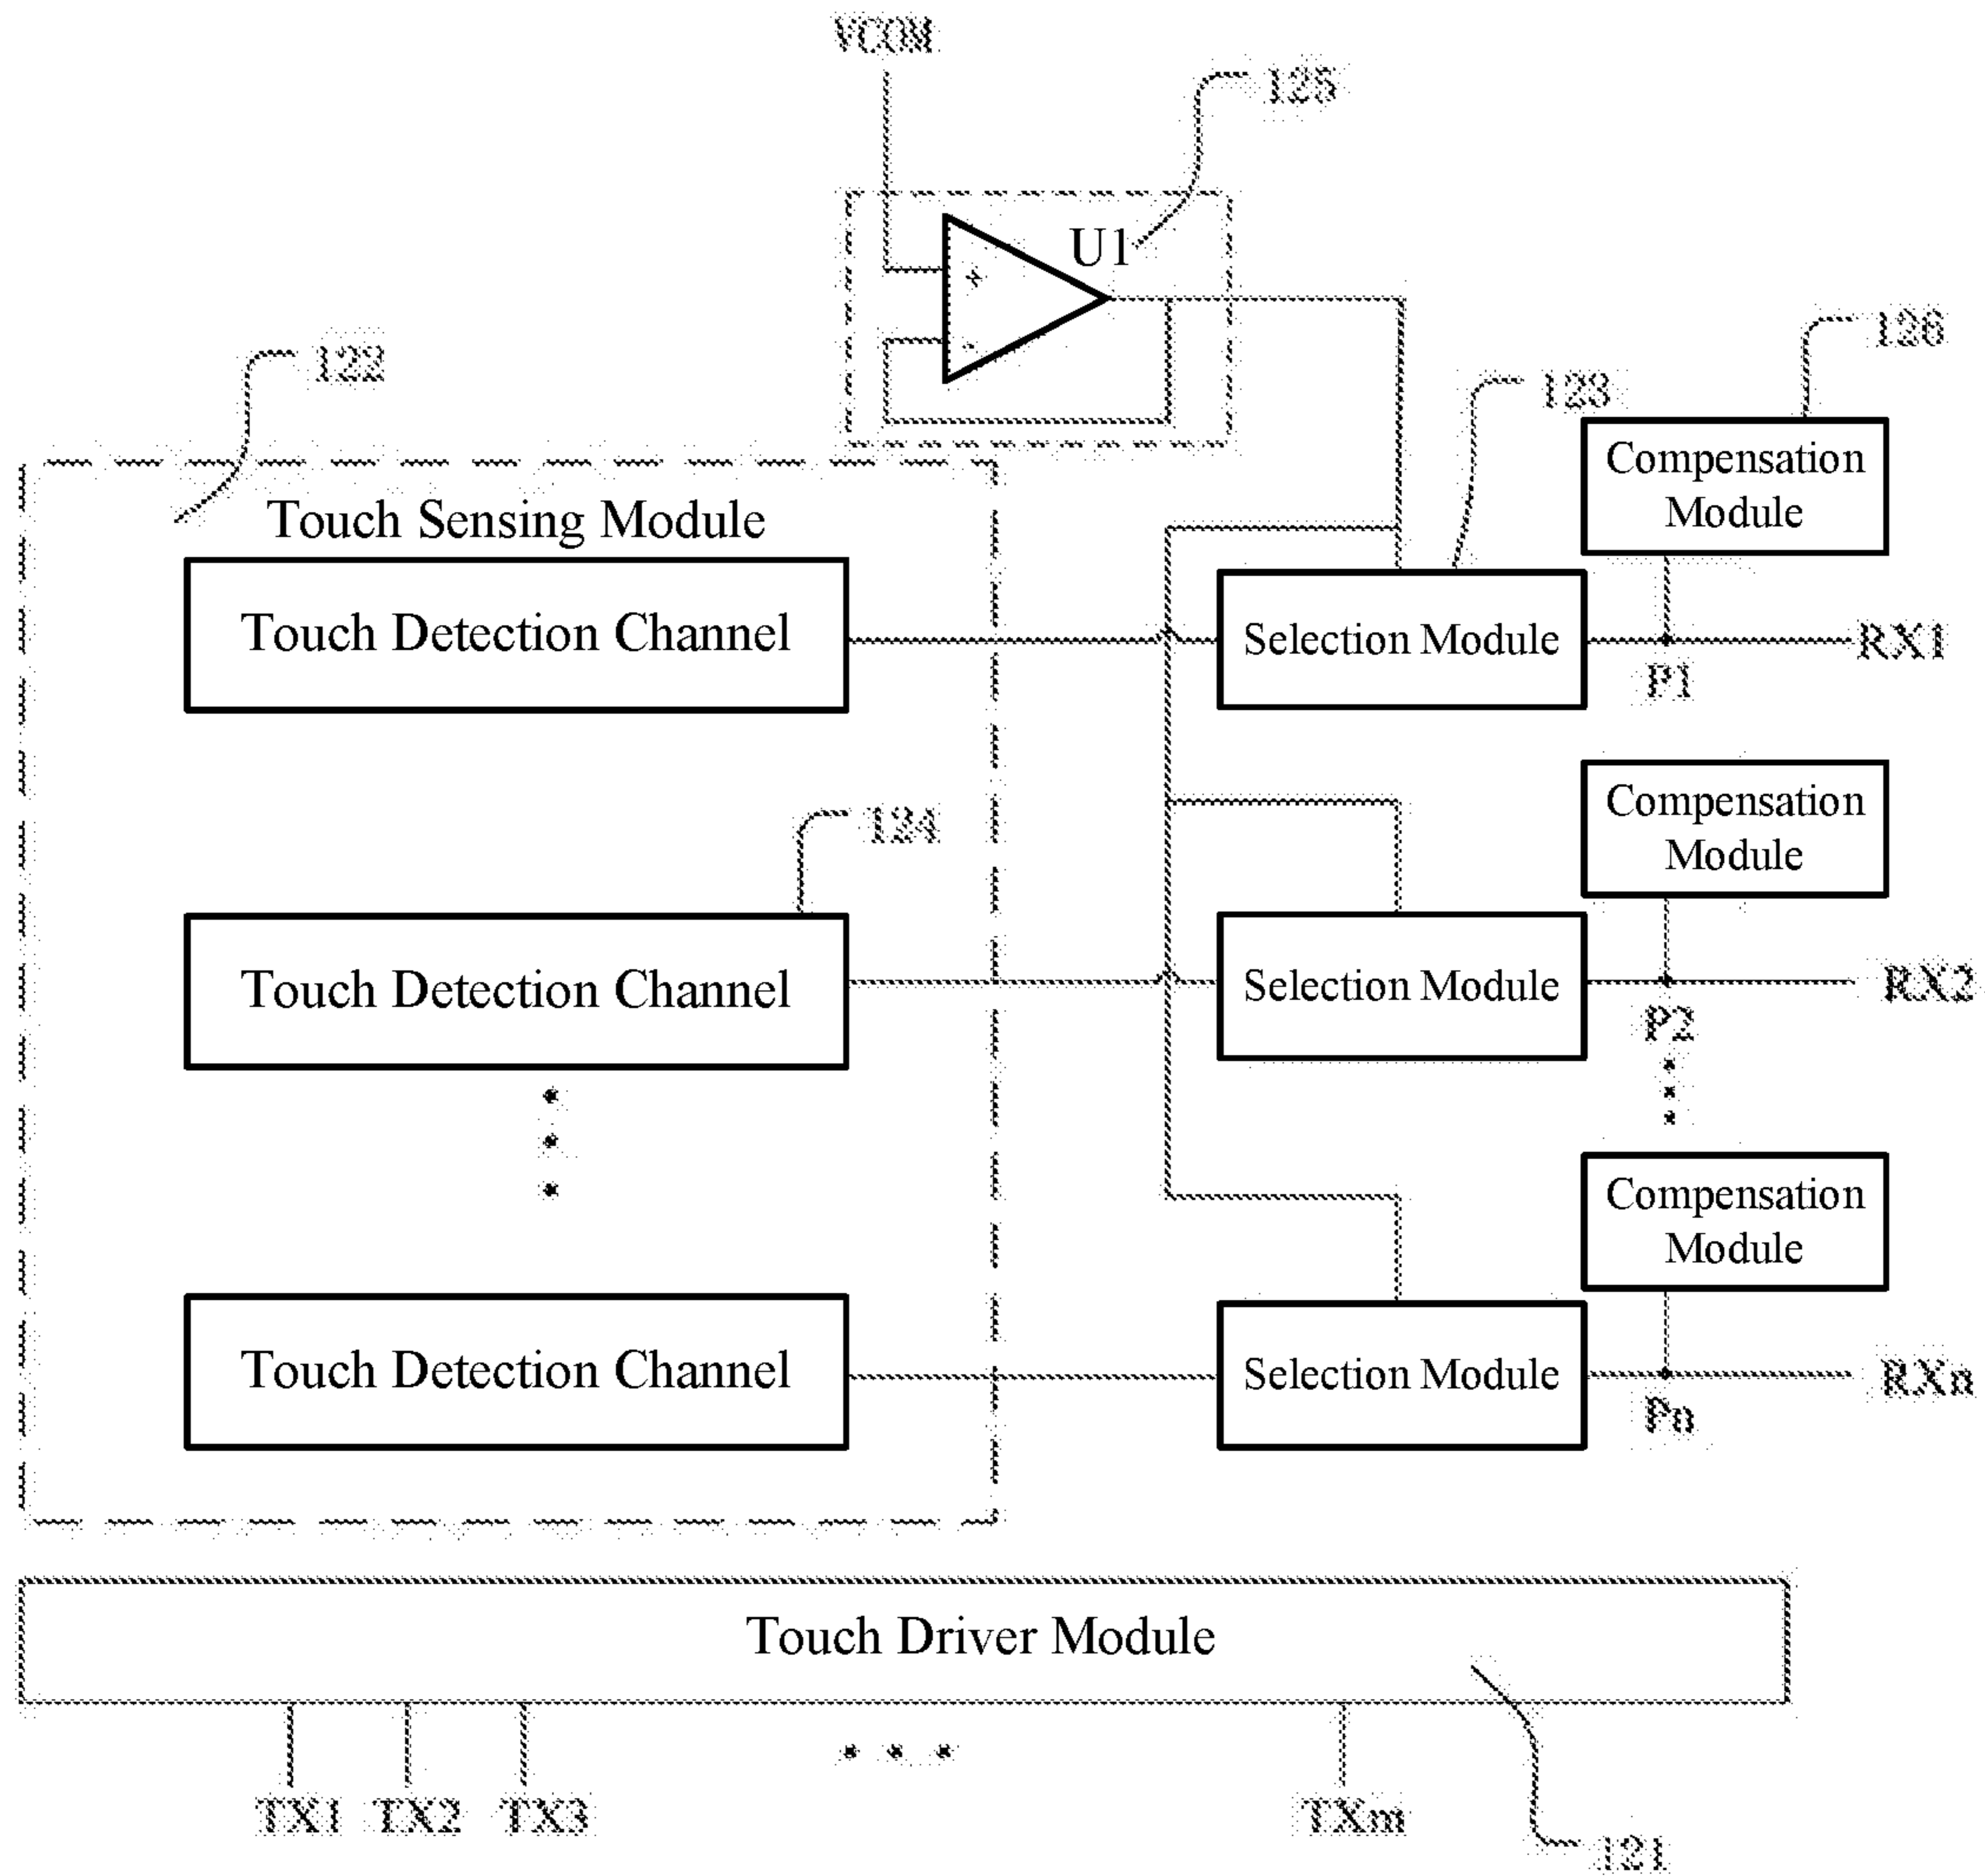 VCOM
125
U1
+
-
122
123
126
Compensation
Module
Touch Sensing Module
Touch Detection Channel
Selection Module
RX1
P1
Compensation
Module
124
Touch Detection Channel
Selection Module
RX2
P2
Compensation
Module
Touch Detection Channel
Selection Module
RXn
Pn
Touch Driver Module
TX1 TX2 TX3 TXm
121